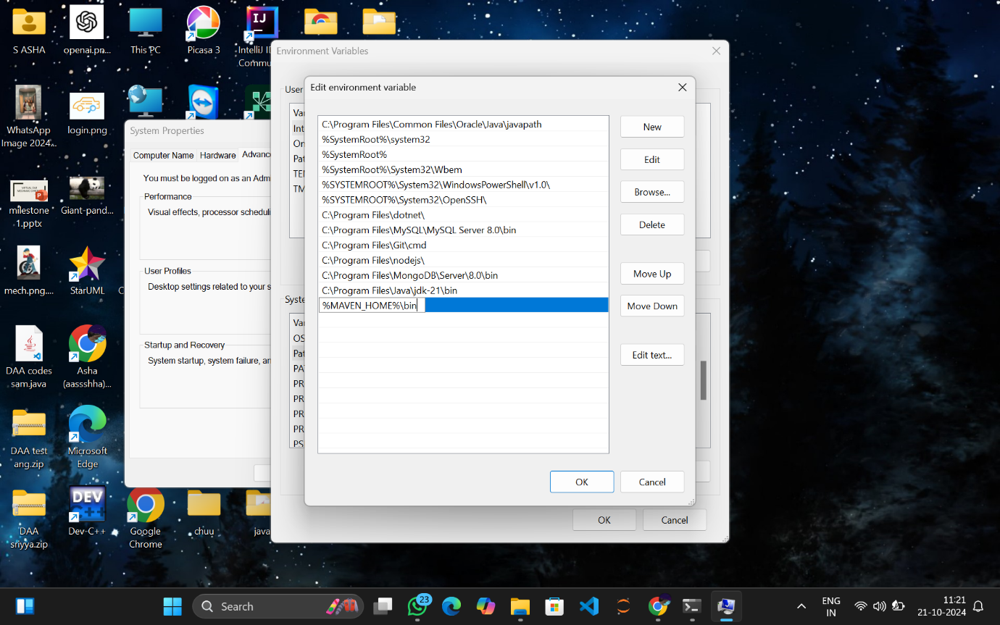 S ASHA
openai.pn...
This PC
Picasa 3
IntelliJ ID
Commu
WhatsApp
Image 2024...
login.png
milestone
1.pptx
Giant-pand...
mech.png....
StarUML
C
DAA codes
sam.java
Asha
(aassshha)...
DAA test
ang.zip
Microsoft
Edge
DAA
sriyya.zip
DEV
C++
Dev-C++
Google
Chrome
chuu
java
System Properties
Computer Name
Hardware
Advanc
You must be logged on as an Adm
Performance
Visual effects, processor scheduli
User Profiles
Desktop settings related to your s
Startup and Recovery
System startup, system failure, an
Environment Variables
User
Var
Int
On
Pat
TEM
TM
Syste
Var
OS
Pat
PA
PR
PR
PR
PR
PS
OK
Cancel
Edit environment variable
C:\Program Files\Common Files\Oracle\Java\javapath
%SystemRoot%\system32
%SystemRoot%
%SystemRoot%\System32\Wbem
%SYSTEMROOT%\System32\WindowsPowerShell\v1.0\
%SYSTEMROOT%\System32\OpenSSH\
C:\Program Files\dotnet\
C:\Program Files\MySQL\MySQL Server 8.0\bin
C:\Program Files\Git\cmd
C:\Program Files\nodejs\
C:\Program Files\MongoDB\Server\8.0\bin
C:\Program Files\Java\jdk-21\bin
%MAVEN_HOME%\bin
New
Edit
Browse...
Delete
Move Up
Move Down
Edit text...
OK
Cancel
Search
23
ENG
IN
11:21
21-10-2024